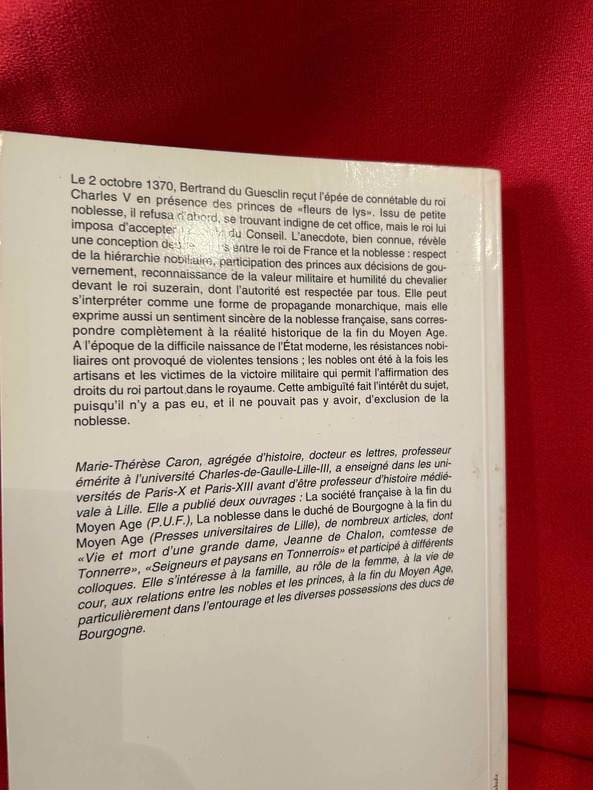 Le 2 octobre 1370, Bertrand du Guesclin reçut l'épée de connétable du roi
Charles V en présence des princes de «fleurs de lys». Issu de petite
noblesse, il refusa d'abord, se trouvant indigne de cet office, mais le roi lui
imposa d'accepter du Conseil. L'anecdote, bien connue, révèle
une conception entre le roi de France et la noblesse : respect
de la hiérarchie nobiliaire, participation des princes aux décisions de gou-
vernement, reconnaissance de la valeur militaire et humilité du chevalier
devant le roi suzerain, dont l'autorité est respectée par tous. Elle peut
s'interpréter comme une forme de propagande monarchique, mais elle
exprime aussi un sentiment sincère de la noblesse française, sans corres-
pondre complètement à la réalité historique de la fin du Moyen Age.
A l'époque de la difficile naissance de l'État moderne, les résistances nobi-
liaires ont provoqué de violentes tensions ; les nobles ont été à la fois les
artisans et les victimes de la victoire militaire qui permit l'affirmation des
droits du roi partout dans le royaume. Cette ambiguïté fait l'intérêt du sujet,
puisqu'il n'y a pas eu, et il ne pouvait pas y avoir, d'exclusion de la
noblesse.
Marie-Thérèse Caron, agrégée d'histoire, docteur es lettres, professeur
émérite à l'université Charles-de-Gaulle-Lille-III, a enseigné dans les uni-
versités de Paris-X et Paris-XIII avant d'être professeur d'histoire médié-
vale à Lille. Elle a publié deux ouvrages : La société française à la fin du
Moyen Age (P.U.F.), La noblesse dans le duché de Bourgogne à la fin du
Moyen Age (Presses universitaires de Lille), de nombreux articles, dont
«Vie et mort d'une grande dame, Jeanne de Chalon, comtesse de
Tonnerre», «Seigneurs et paysans en Tonnerrois» et participé à différents
colloques. Elle s'intéresse à la famille, au rôle de la femme, à la vie de
cour, aux relations entre les nobles et les princes, à la fin du Moyen Age,
particulièrement dans l'entourage et les diverses possessions des ducs de
Bourgogne.